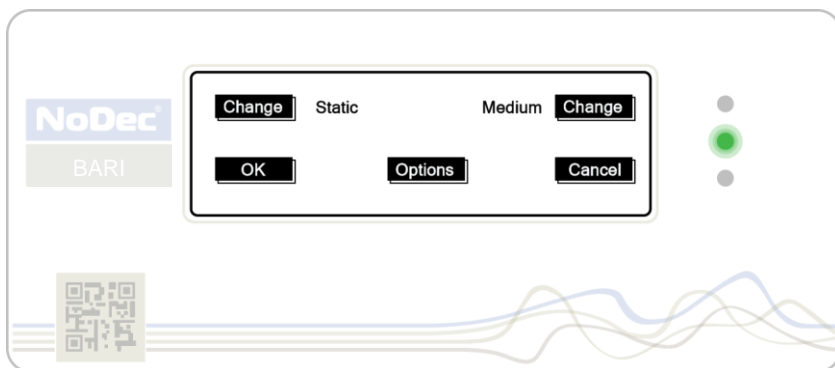 NoDec®
BARI
Change Static Medium Change
OK Options Cancel